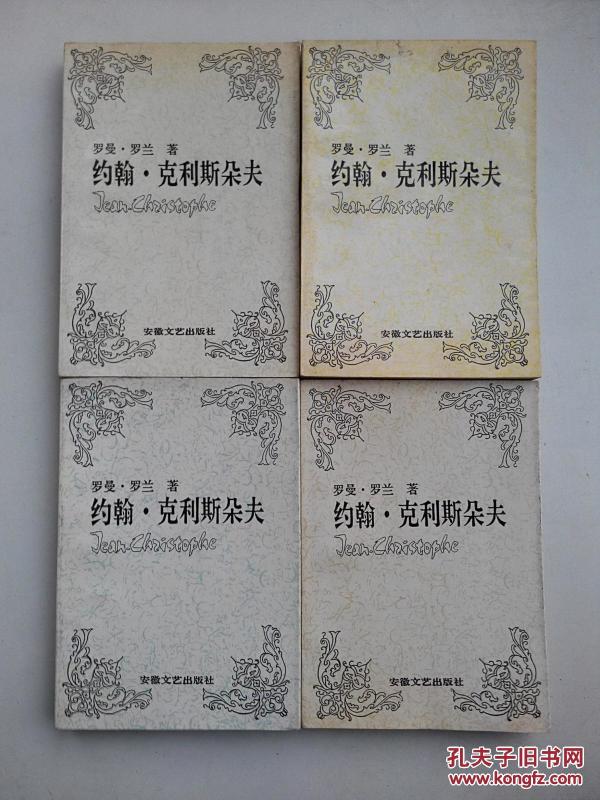 罗曼·罗兰 著
约翰·克利斯朵夫
Jean-Christophe
安徽文艺出版社
罗曼·罗兰 著
约翰·克利斯朵夫
Jean-Christophe
安徽文艺出版社
罗曼·罗兰 著
约翰·克利斯朵夫
Jean-Christophe
安徽文艺出版社
罗曼·罗兰 著
约翰·克利斯朵夫
Jean-Christophe
安徽文艺出版社
孔夫子旧书网
www.kongfz.com